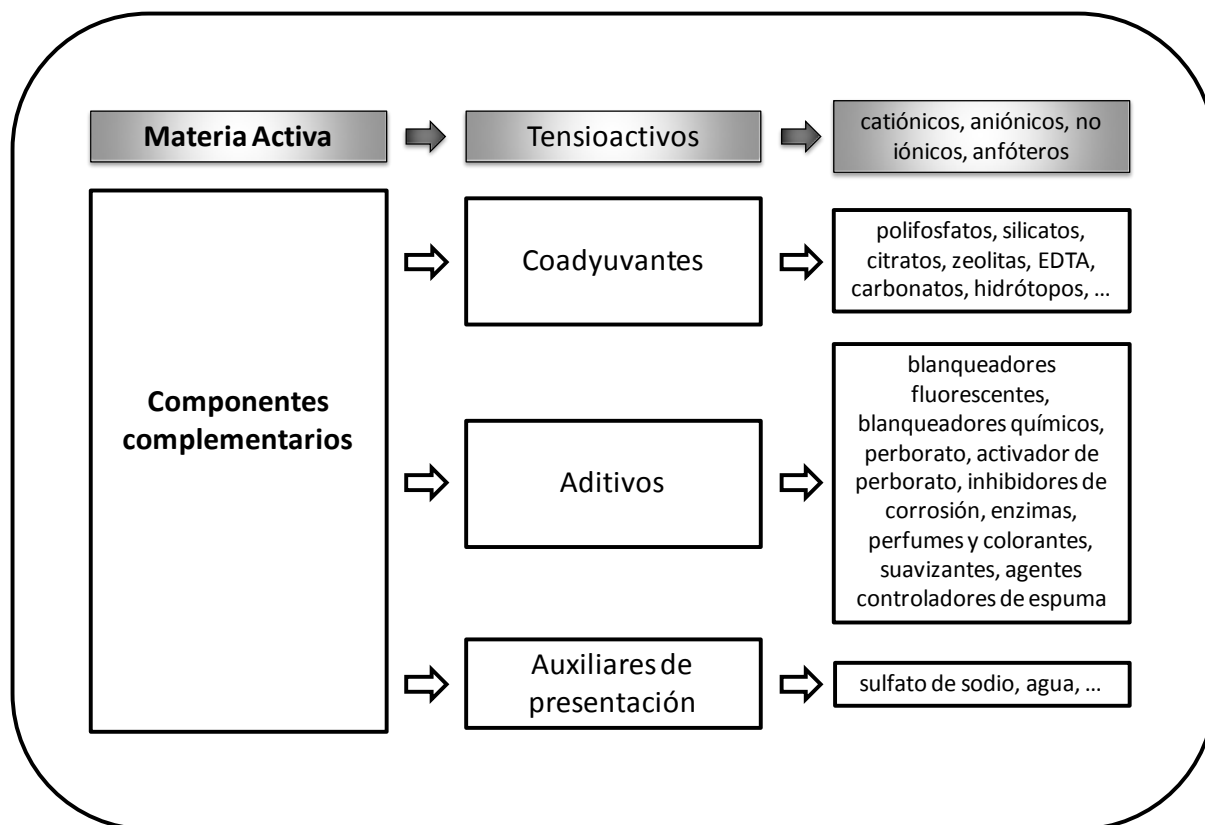 Materia Activa
Tensioactivos
catiónicos, aniónicos, no
iónicos, anfóteros
Componentes
complementarios
Coadyuvantes
polifosfatos, silicatos,
citratos, zeolitas, EDTA,
carbonatos, hidrótopos, ...
Aditivos
blanqueadores
fluorescentes,
blanqueadores químicos,
perborato, activador de
perborato, inhibidores de
corrosión, enzimas,
perfumes y colorantes,
suavizantes, agentes
controladores de espuma
Auxiliares de
presentación
sulfato de sodio, agua, ...